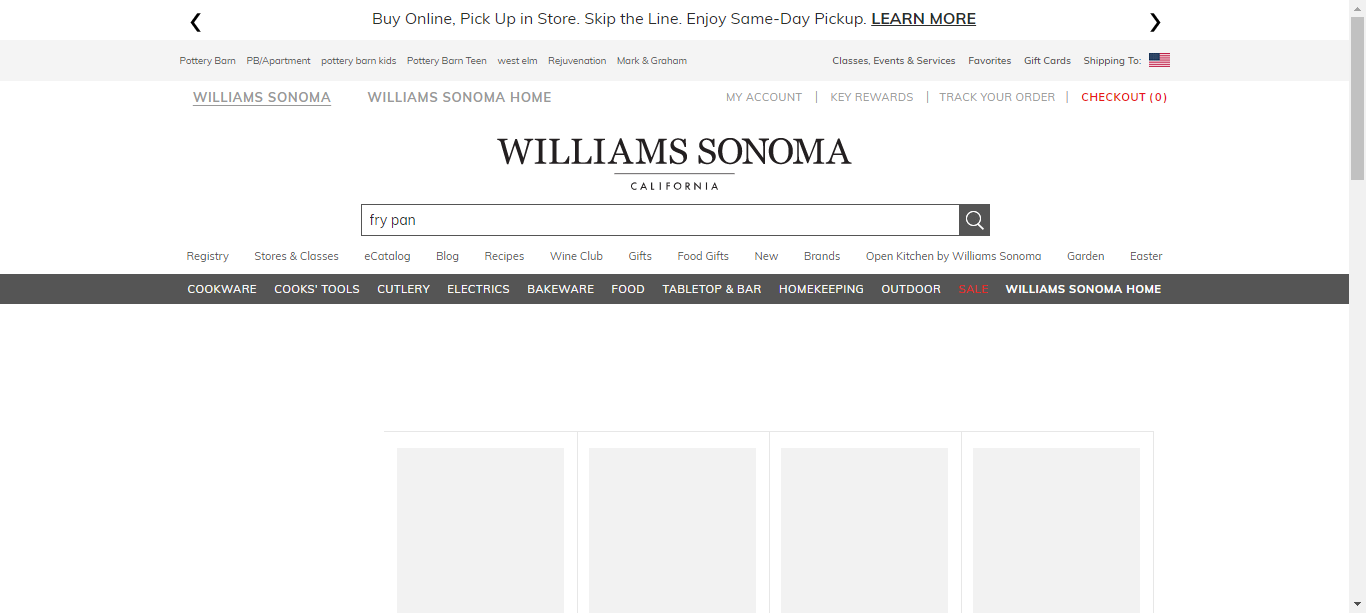 Buy Online, Pick Up in Store. Skip the Line. Enjoy Same-Day Pickup. LEARN MORE
Pottery Barn PB/Apartment pottery barn kids Pottery Barn Teen west elm Rejuvenation Mark & Graham Classes, Events & Services Favorites Gift Cards Shipping To:
WILLIAMS SONOMA WILLIAMS SONOMA HOME MY ACCOUNT | KEY REWARDS | TRACK YOUR ORDER | CHECKOUT (0)
WILLIAMS SONOMA
CALIFORNIA
fry pan
Registry Stores & Classes eCatalog Blog Recipes Wine Club Gifts Food Gifts New Brands Open Kitchen by Williams Sonoma Garden Easter
COOKWARE COOKS' TOOLS CUTLERY ELECTRICS BAKEWARE FOOD TABLETOP & BAR HOMEKEEPING OUTDOOR SALE WILLIAMS SONOMA HOME